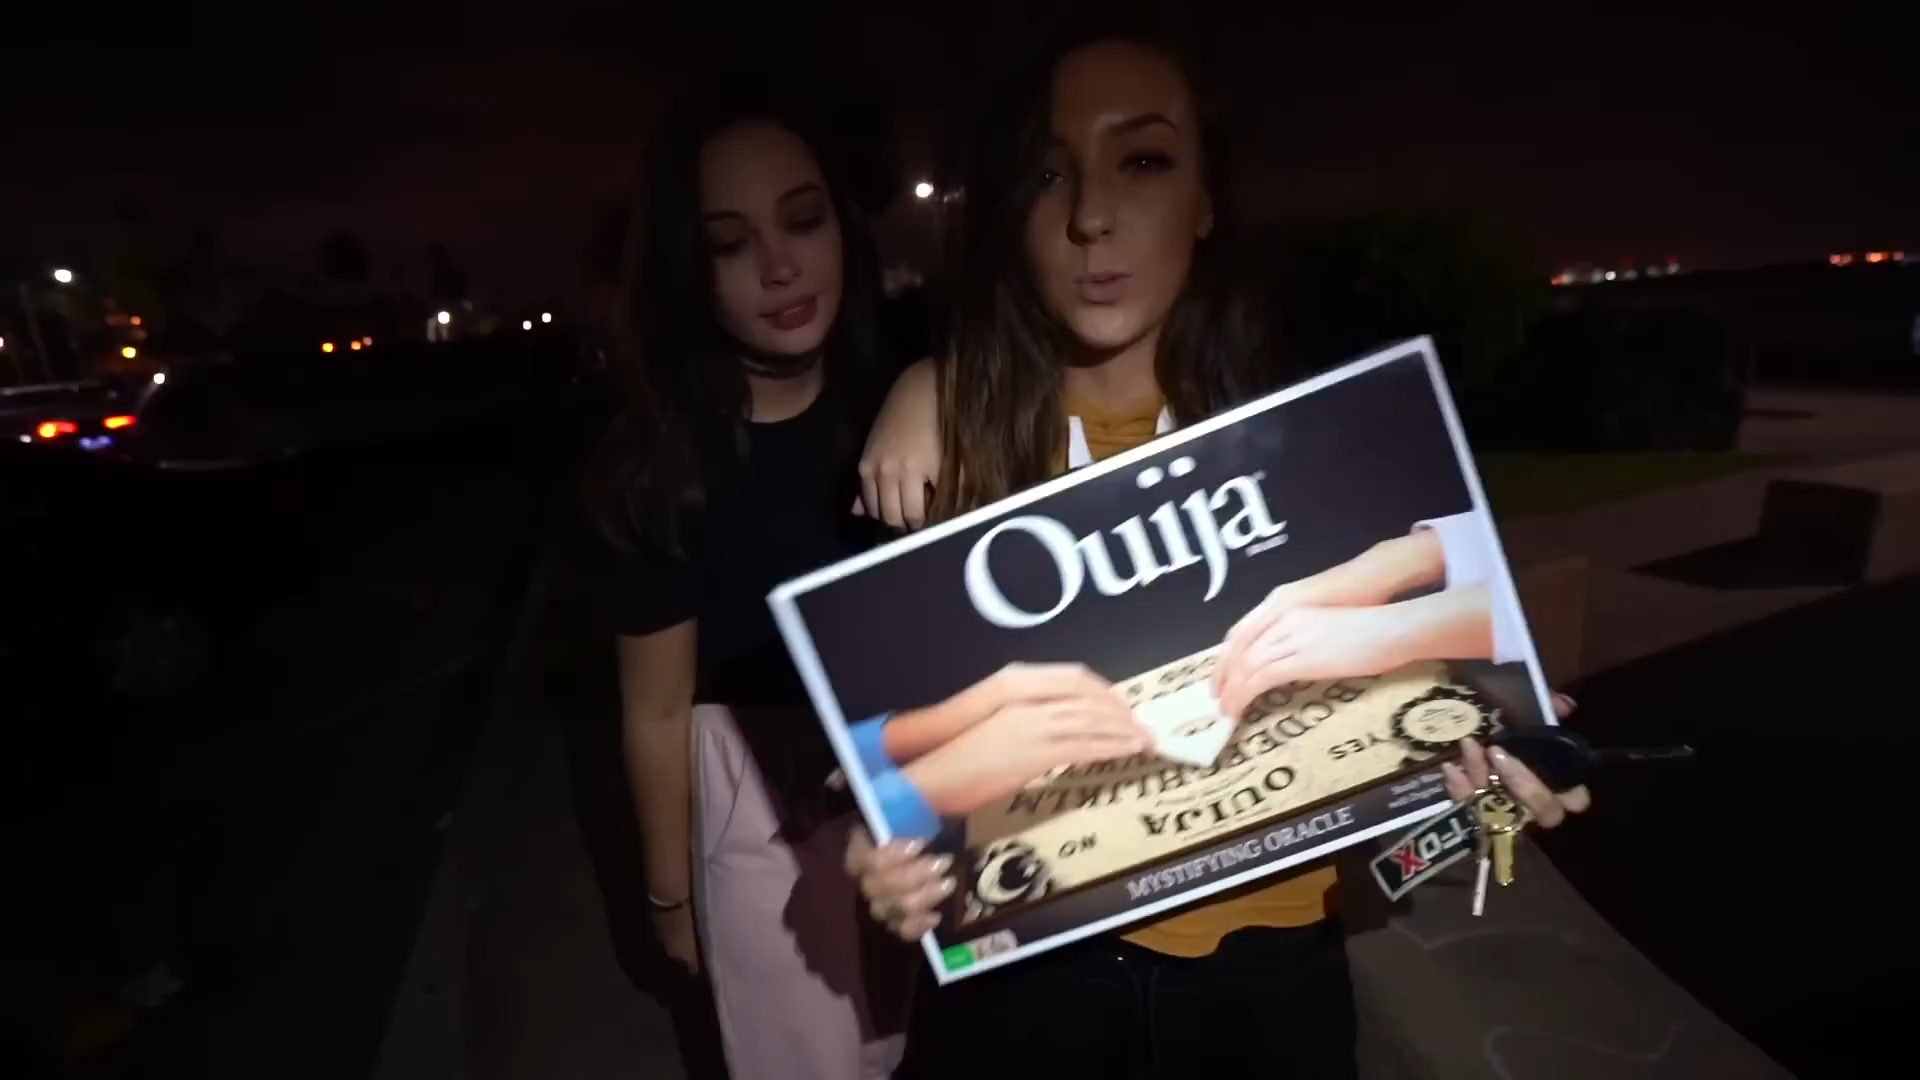 Ouija
YES
NO
ABCDEFGHIJKLM
OUIJA
MYSTIFYING ORACLE
FOX